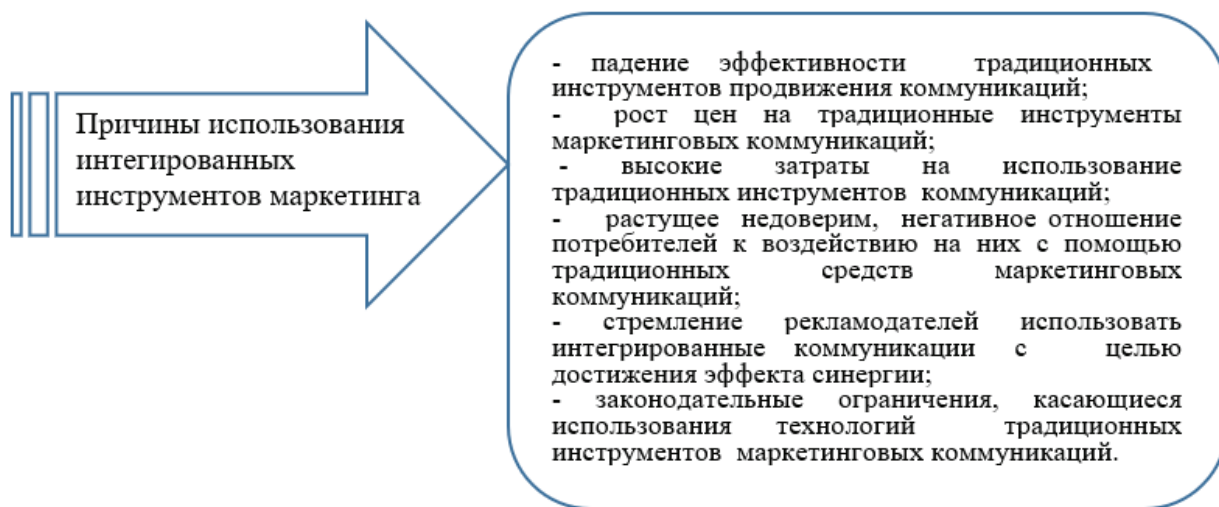 Причины использования
интегированных
инструментов маркетинга
- падение эффективности традиционных
инструментов продвижения коммуникаций;
- рост цен на традиционные инструменты
маркетинговых коммуникаций;
- высокие затраты на использование
традиционных инструментов коммуникаций;
- растущее недоверим, негативное отношение
потребителей к воздействию на них с помощью
традиционных средств маркетинговых
коммуникаций;
- стремление рекламодателей использовать
интегрированные коммуникации с целью
достижения эффекта синергии;
- законодательные ограничения, касающиеся
использования технологий традиционных
инструментов маркетинговых коммуникаций.